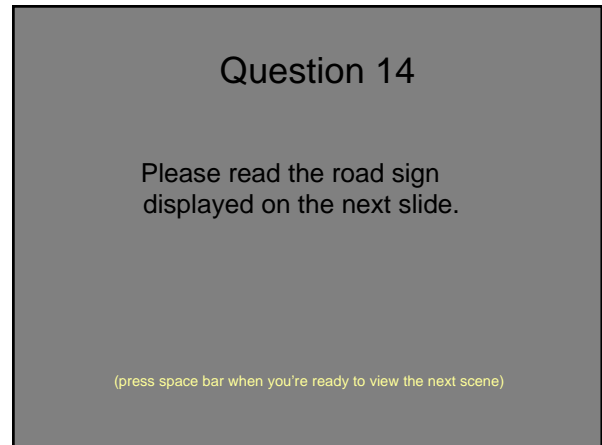 Question 14
Please read the road sign
displayed on the next slide.
(press space bar when you're ready to view the next scene)